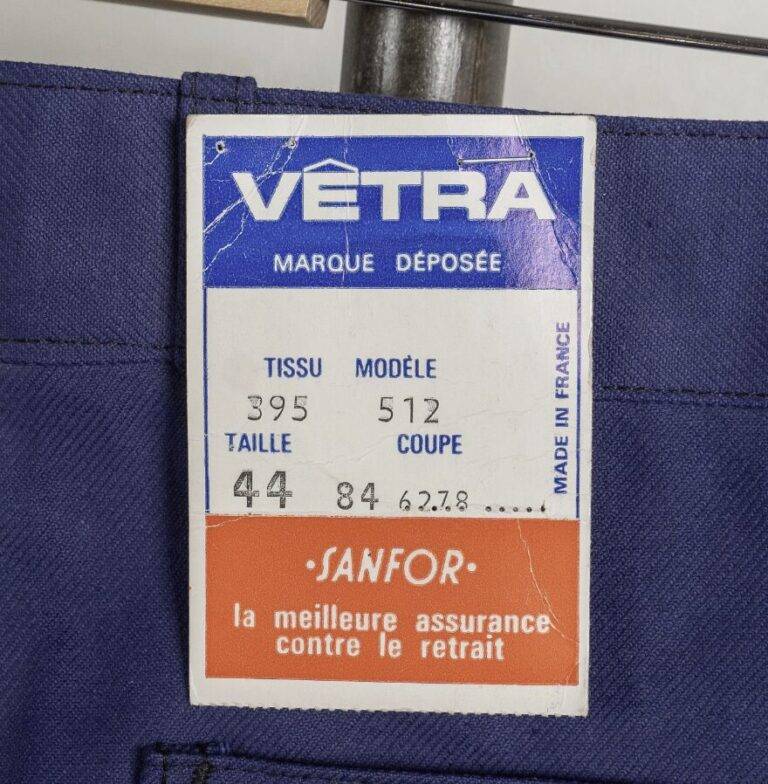 VÊTRA
MARQUE DÉPOSÉE
TISSU MODÈLE
395 512
TAILLE COUPE
44 84 6278 .....
MADE IN FRANCE
•SANFOR•
la meilleure assurance
contre le retrait